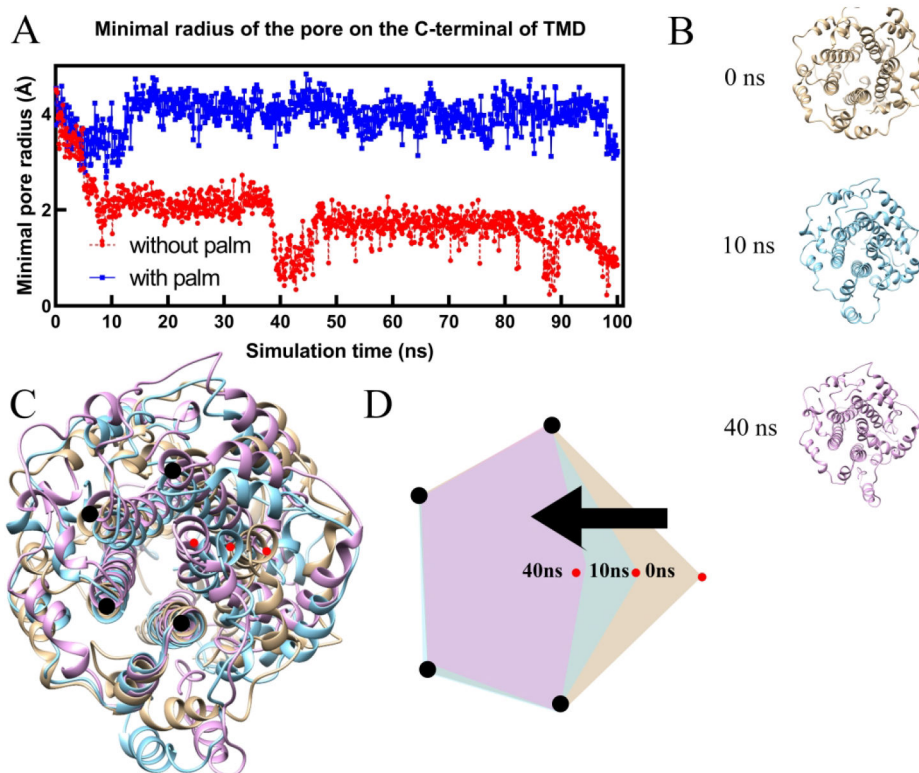 A
Minimal radius of the pore on the C-terminal of TMD
Minimal pore radius (Å)
4
2
0
without palm
with palm
0 10 20 30 40 50 60 70 80 90 100
Simulation time (ns)
B
0 ns
10 ns
40 ns
C
D
40ns 10ns 0ns